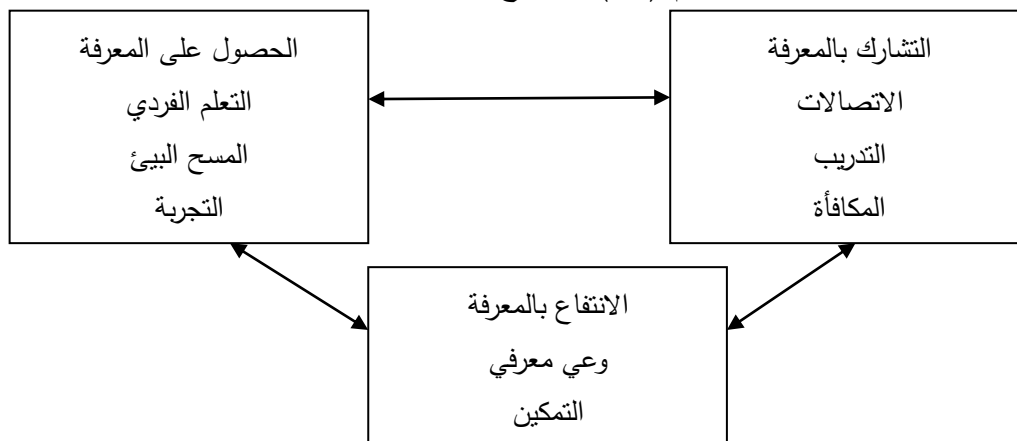 التشارك بالمعرفة
الاتصالات
التدريب
المكافأة
الحصول على المعرفة
التعلم الفردي
المسح البيئ
التجربة
الانتفاع بالمعرفة
وعي معرفي
التمكين